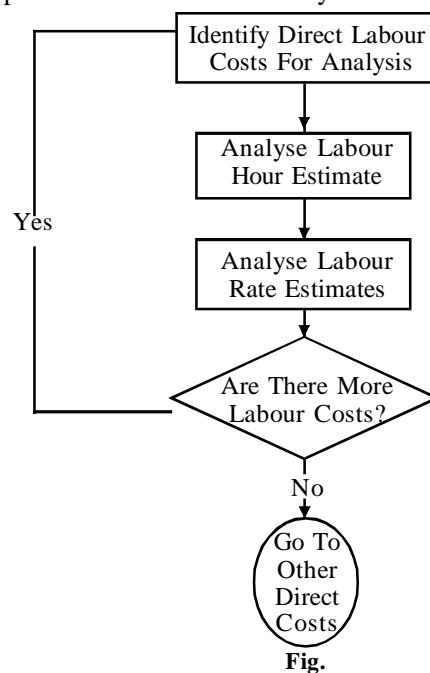 Identify Direct Labour
Costs For Analysis
Analyse Labour
Hour Estimate
Yes
Analyse Labour
Rate Estimates
Are There More
Labour Costs?
No
Go To
Other
Direct
Costs
Fig.